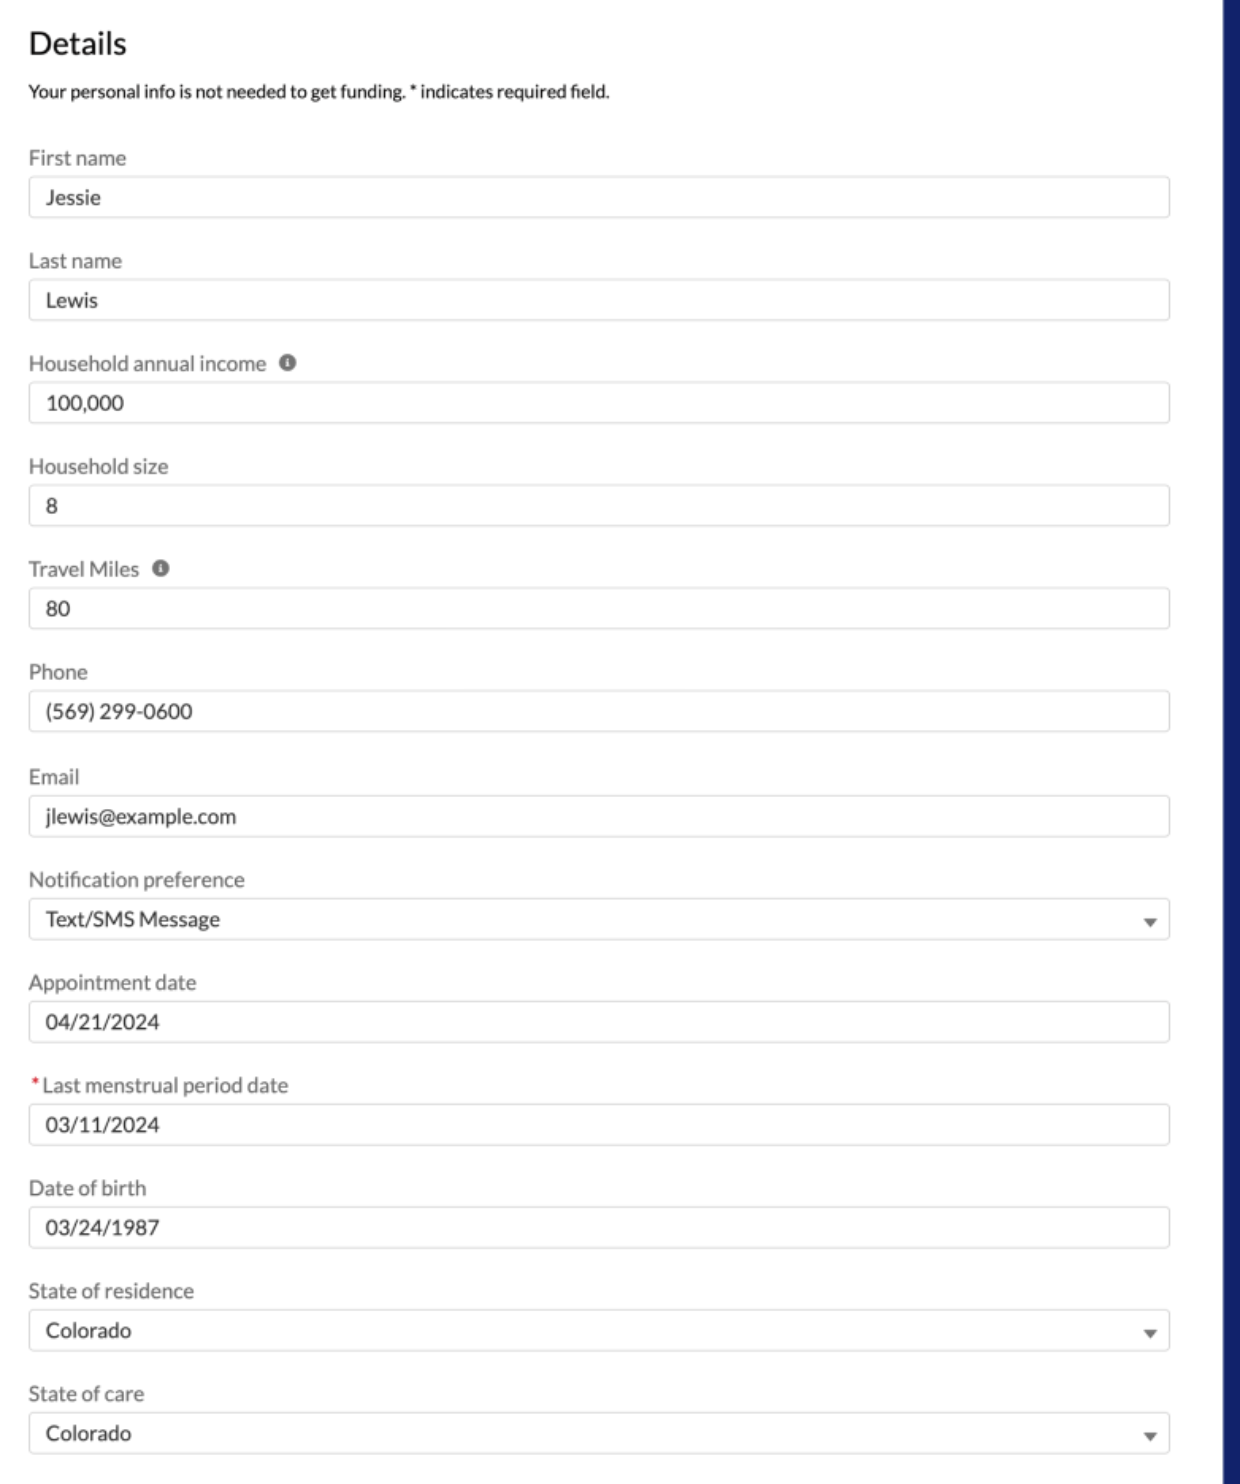 Details
Your personal info is not needed to get funding. * indicates required field.
First name
Jessie
Last name
Lewis
Household annual income
100,000
Household size
8
Travel Miles
80
Phone
(569) 299-0600
Email
jlewis@example.com
Notification preference
Text/SMS Message
Appointment date
04/21/2024
* Last menstrual period date
03/11/2024
Date of birth
03/24/1987
State of residence
Colorado
State of care
Colorado